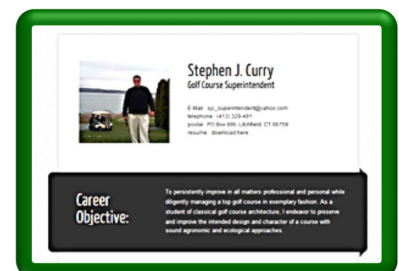 Stephen J. Curry
Golf Course Superintendent
E-Mail sjc_superintendent@yahoo.com
telephone (413) 329-491
postal PO Box 996, Litchfield, CT 06759
resume download here
Career
Objective:
To persistently improve in all matters professional and personal while
diligently managing a top golf course in exemplary fashion. As a
student of classical golf course architecture, I endeavor to preserve
and improve the intended design and character of a course with
sound agronomic and ecological approaches.